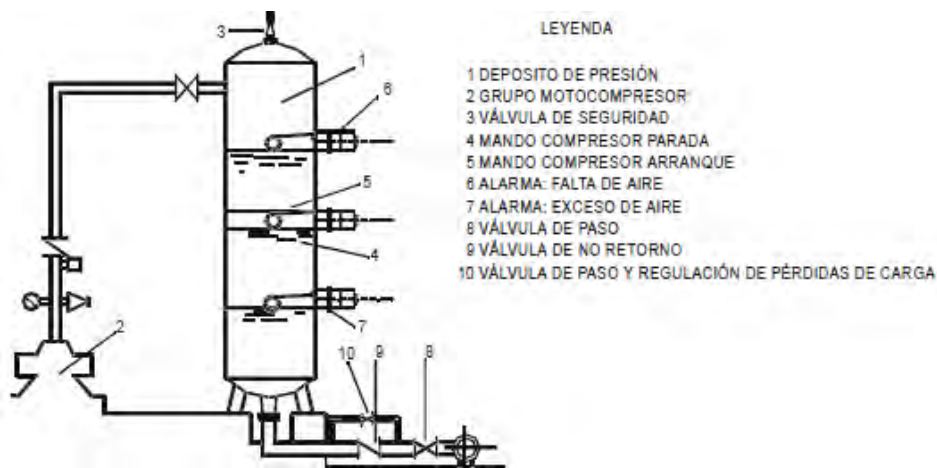 LEYENDA
1 DEPOSITO DE PRESIÓN
2 GRUPO MOTOCOMPRESOR
3 VÁLVULA DE SEGURIDAD
4 MANDO COMPRESOR PARADA
5 MANDO COMPRESOR ARRANQUE
6 ALARMA: FALTA DE AIRE
7 ALARMA: EXCESO DE AIRE
8 VÁLVULA DE PASO
9 VÁLVULA DE NO RETORNO
10 VÁLVULA DE PASO Y REGULACIÓN DE PÉRDIDAS DE CARGA
3
1
6
5
4
7
2
10 9 8